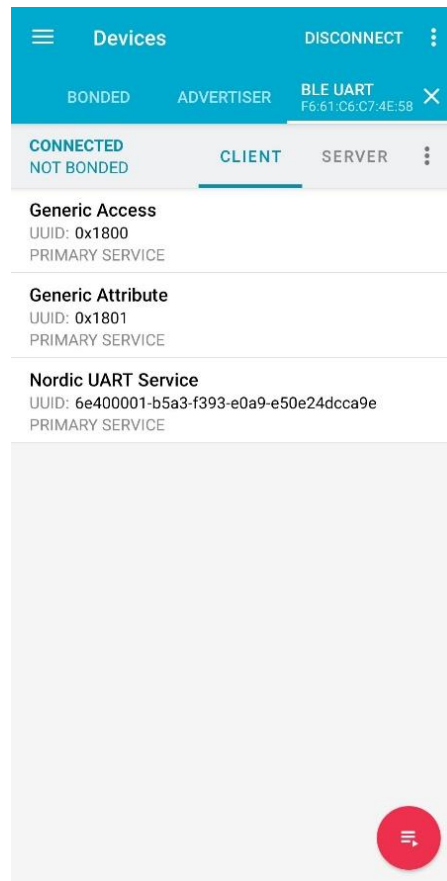 Devices
DISCONNECT
BONDED
ADVERTISER
BLE UART
F6:61:C6:C7:4E:58
CONNECTED
NOT BONDED
CLIENT
SERVER
Generic Access
UUID: 0x1800
PRIMARY SERVICE
Generic Attribute
UUID: 0x1801
PRIMARY SERVICE
Nordic UART Service
UUID: 6e400001-b5a3-f393-e0a9-e50e24dcca9e
PRIMARY SERVICE